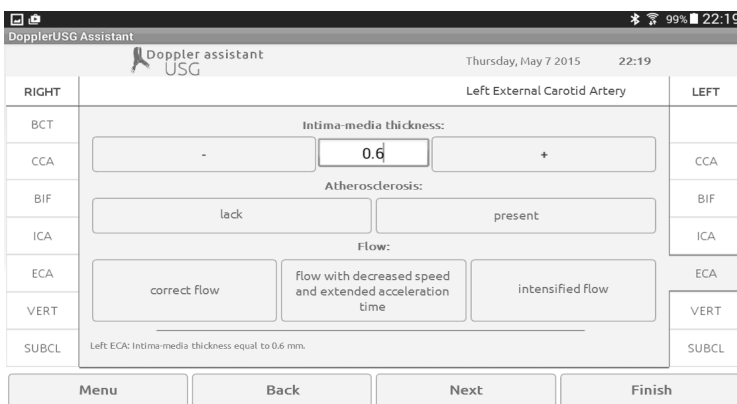 99% 22:19
DopplerUSG Assistant
Doppler assistant
USG
Thursday, May 7 2015 22:19
RIGHT
Left External Carotid Artery
LEFT
BCT
Intima-media thickness:
- 0.6 +
CCA
CCA
Atherosclerosis:
BIF
BIF
lack
present
ICA
ICA
Flow:
ECA
ECA
correct flow
flow with decreased speed
and extended acceleration
time
intensified flow
VERT
VERT
SUBCL
Left ECA: Intima-media thickness equal to 0.6 mm.
SUBCL
Menu Back Next Finish